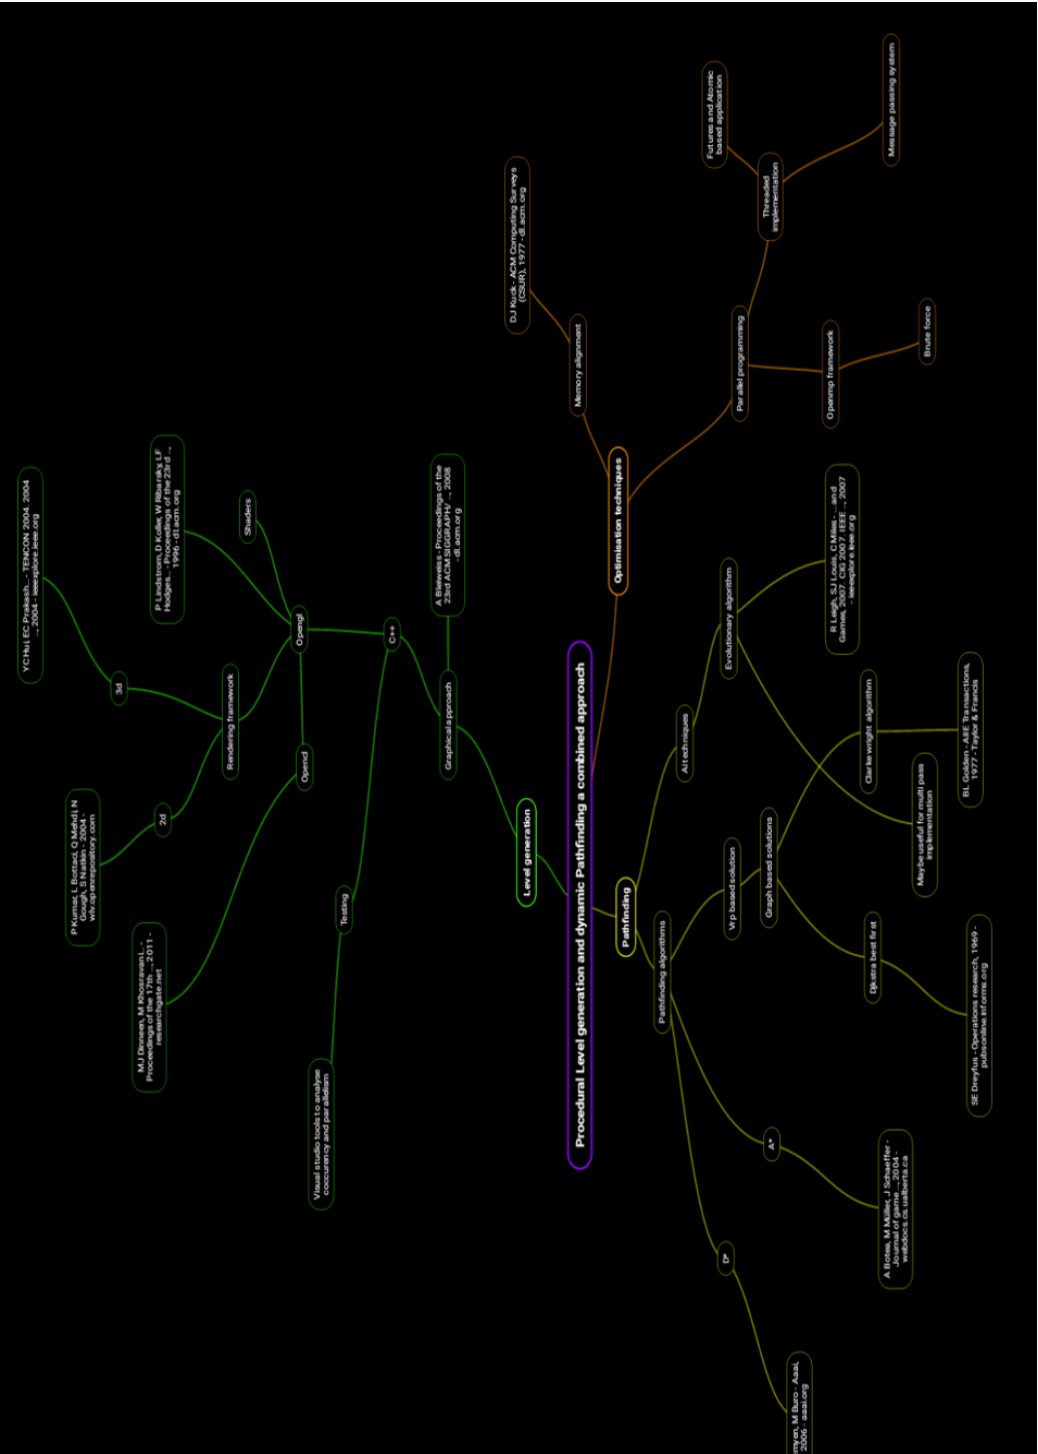 Procedural Level generation and dynamic Pathfinding a combined approach
Level generation
Graphical approach
A Bleiweiss - Proceedings of the
23rd ACM SIGGRAPH/ ..., 2008
- dl.acm.org
C++
Testing
Visual studio tools to analyse
coccurency and parallelism
Opengl
Shaders
P Lindstrom, D Koller, W Ribarsky, LF
Hodges... - Proceedings of the 23rd ...,
1996 - dl.acm.org
Rendering framework
3d
YC Hui, EC Prakash... - TENCON 2004. 2004
..., 2004 - ieeexplore.ieee.org
2d
P Kumar, L Bottaci, Q Mehdi, N
Gough, S Natkin - 2004 -
wlv.openrepository.com
Opencl
MJ Dinneen, M Khosravani, -
Proceedings of the 17th ..., 2011 -
researchgate.net
Optimisation techniques
Memory alignment
DJ Kuck - ACM Computing Surveys
(CSUR), 1977 - dl.acm.org
Parallel programming
Threaded
implementation
Futures and Atomic
based application
Message passing system
Openmp framework
Brute force
Pathfinding
Ai techniques
Evolutionary algorithm
R Leigh, SJ Louis, C Miles - ...and
Games, 2007. CIG 2007. IEEE ..., 2007
- ieeexplore.ieee.org
Maybe useful for multi pass
implementation
Pathfinding algorithms
Vrp based solution
Graph based solutions
Clarke wright algorithm
BL Golden - AIIE Transactions,
1977 - Taylor & Francis
Djkstra best first
SE Dreyfus - Operations research, 1969 -
pubsonline.informs.org
A*
A Botea, M Müller, J Schaeffer -
Journal of game ..., 2004 -
webdocs.cs.ualberta.ca
D*
M Buro - Aaai,
2006 - aaai.org